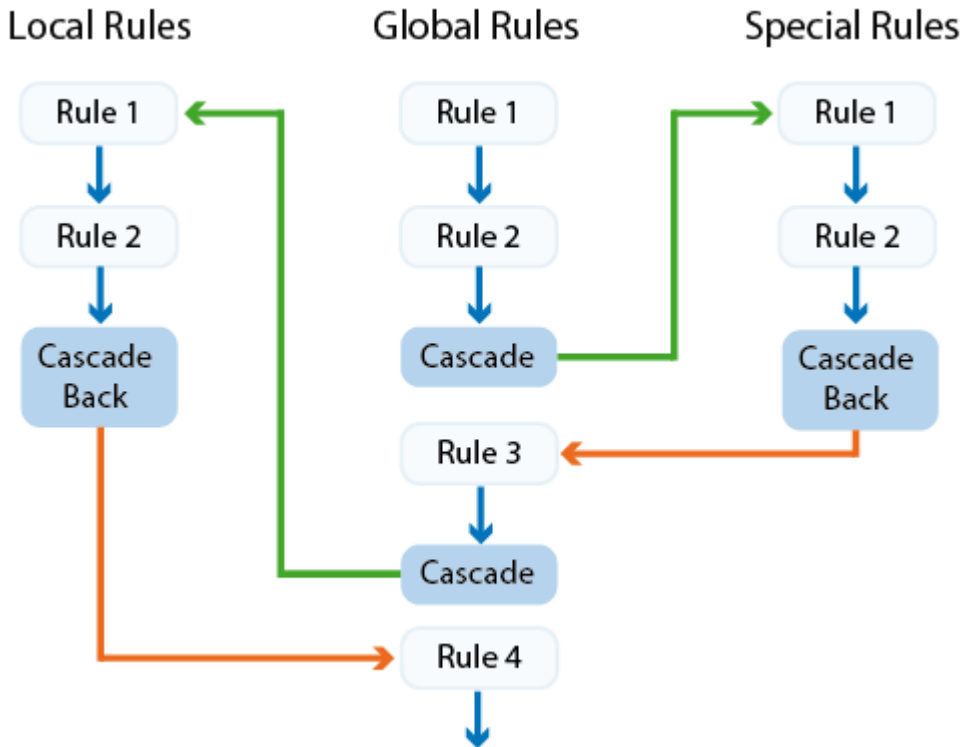 Local Rules
Rule 1
Rule 2
Cascade
Back
Global Rules
Rule 1
Rule 2
Cascade
Rule 3
Cascade
Rule 4
Special Rules
Rule 1
Rule 2
Cascade
Back